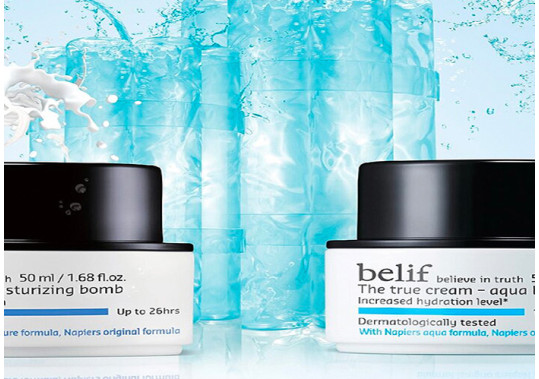 h 50 ml / 1.68 fl.oz.
sturizing bomb
Up to 26hrs
ure formula, Napiers original formula
belif believe in truth 5
The true cream – aqua
Increased hydration level*
Dermatologically tested
With Napiers aqua formula, Napiers o